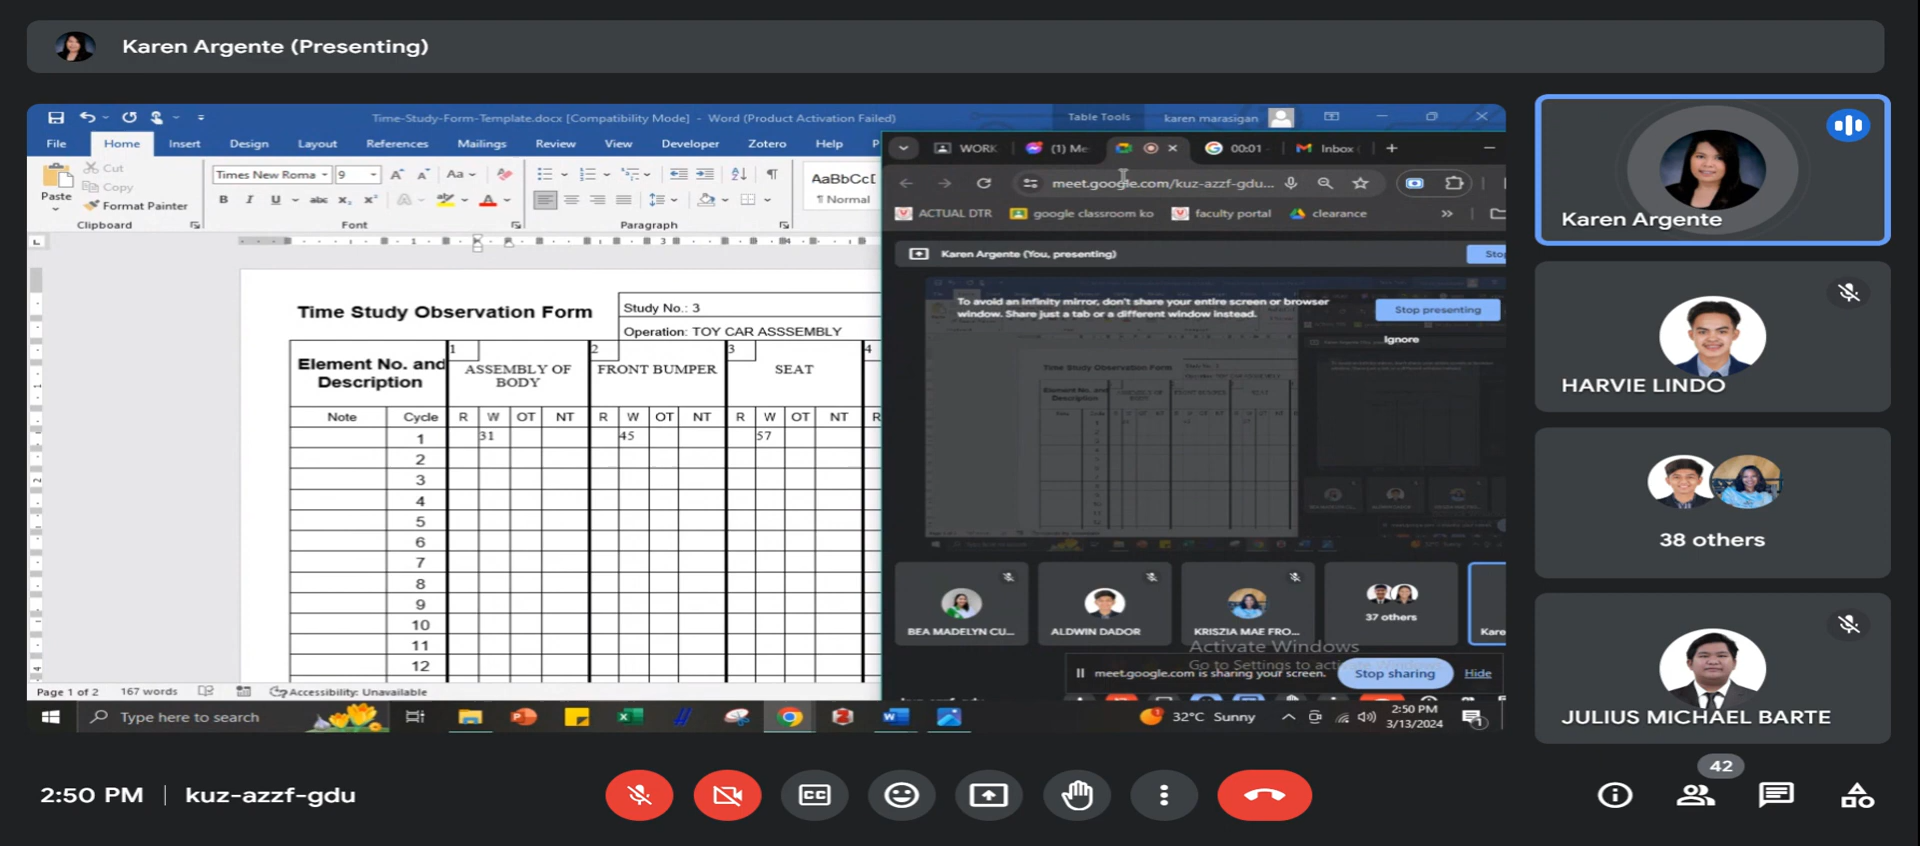 Karen Argente (Presenting)
Time-Study-Form-Template.docx [Compatibility Mode] - Word (Product Activation Failed)
Table Tools
karen marasigan
File Home Insert Design Layout References Mailings Review View Developer Zotero Help P
Cut
Copy
Paste
Format Painter
Times New Roma
9
Aa
AaBbCcD
B I U abc
¶ Normal
Clipboard
Font
Paragraph
WORK
(1) Me
00:01
Inbox (
meet.google.com/kuz-azzf-gdu...
ACTUAL DTR
google classroom ko
faculty portal
clearance
Karen Argente (You, presenting)
Stop
To avoid an infinity mirror, don't share your entire screen or browser
window. Share just a tab or a different window instead.
Stop presenting
Ignore
Time Study Observation Form
Study No.: 3
Operation: TOY CAR ASSSEMBLY
Element No. and
Description
1
ASSEMBLY OF
BODY
2
FRONT BUMPER
3
SEAT
4
Note Cycle R W OT NT R W OT NT R W OT NT R
1 31 45 57
2
3
4
5
6
7
8
9
10
11
12
BEA MADELYN CU...
ALDWIN DADOR
KRISZIA MAE FRO...
37 others
Kare
Activate Windows
Go to Settings to
meet.google.com is sharing your screen.
Stop sharing
Hide
Page 1 of 2
167 words
Accessibility: Unavailable
Type here to search
32°C Sunny
2:50 PM
3/13/2024
Karen Argente
HARVIE LINDO
38 others
JULIUS MICHAEL BARTE
2:50 PM | kuz-azzf-gdu
CC
42